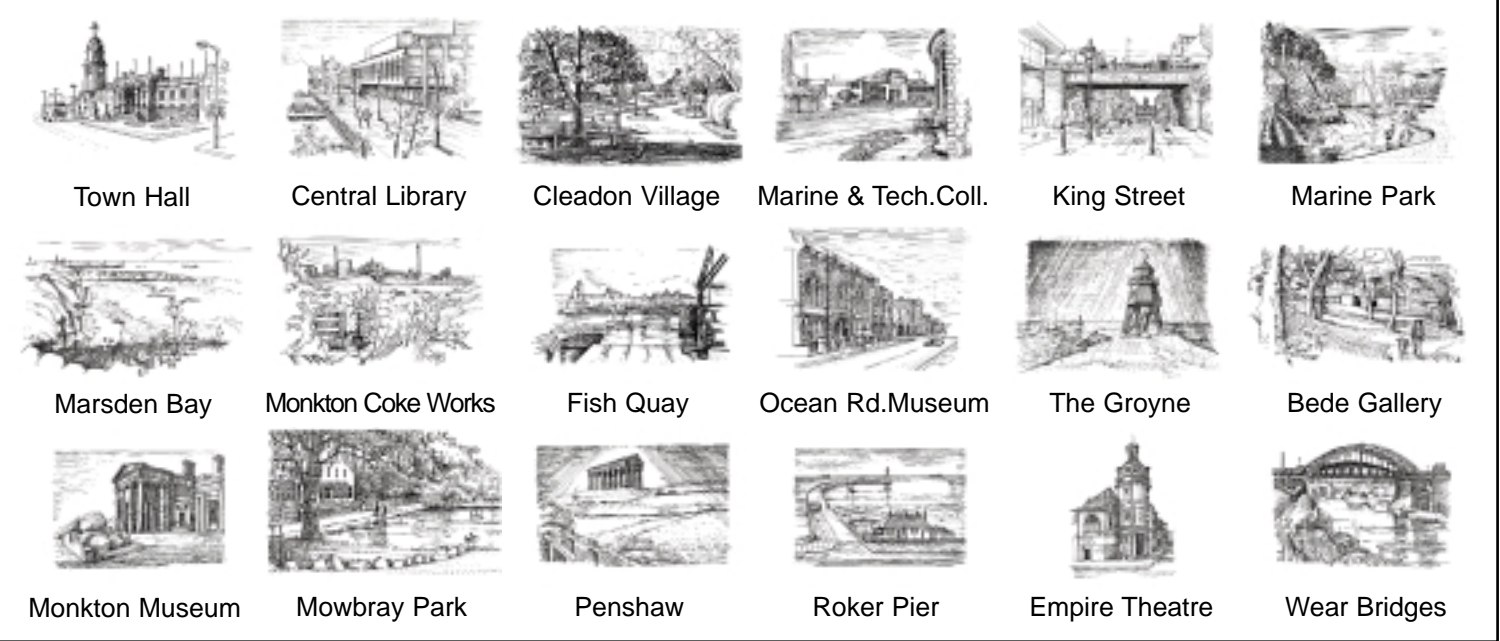 Town Hall
Central Library
Cleadon Village
Marine & Tech.Coll.
King Street
Marine Park
Marsden Bay
Monkton Coke Works
Fish Quay
Ocean Rd.Museum
The Groyne
Bede Gallery
Monkton Museum
Mowbray Park
Penshaw
Roker Pier
Empire Theatre
Wear Bridges